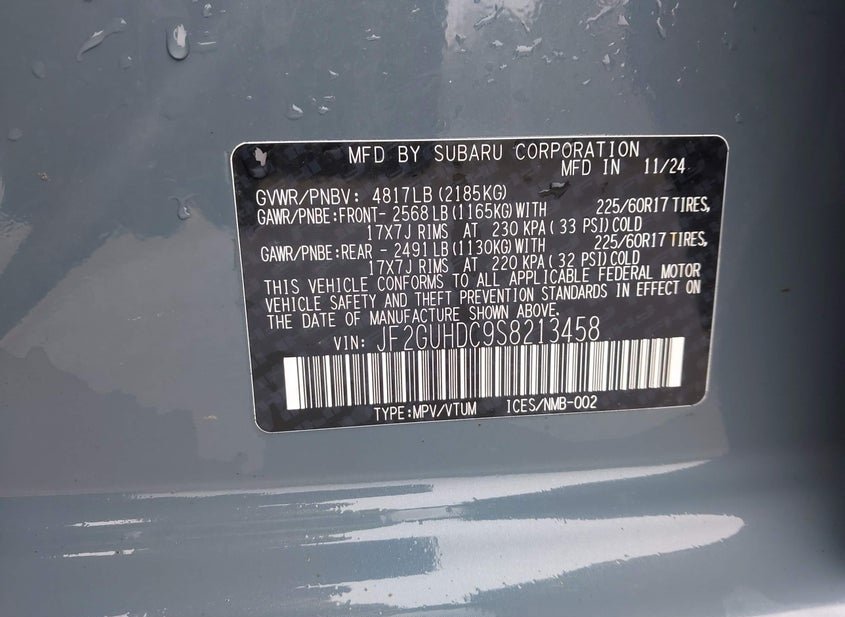 MFD BY SUBARU CORPORATION
MFD IN 11/24
GVWR/PNBV: 4817LB (2185KG)
GAWR/PNBE:FRONT- 2568 LB (1165KG) WITH 225/60R17 TIRES,
17X7J RIMS AT 230 KPA ( 33 PSI) COLD
GAWR/PNBE:REAR - 2491 LB (1130KG) WITH 225/60R17 TIRES,
17X7J RIMS AT 220 KPA ( 32 PSI) COLD
THIS VEHICLE CONFORMS TO ALL APPLICABLE FEDERAL MOTOR
VEHICLE SAFETY AND THEFT PREVENTION STANDARDS IN EFFECT ON
THE DATE OF MANUFACTURE SHOWN ABOVE.
VIN: JF2GUHDC9S8213458
TYPE:MPV/VTUM ICES/NMB-002